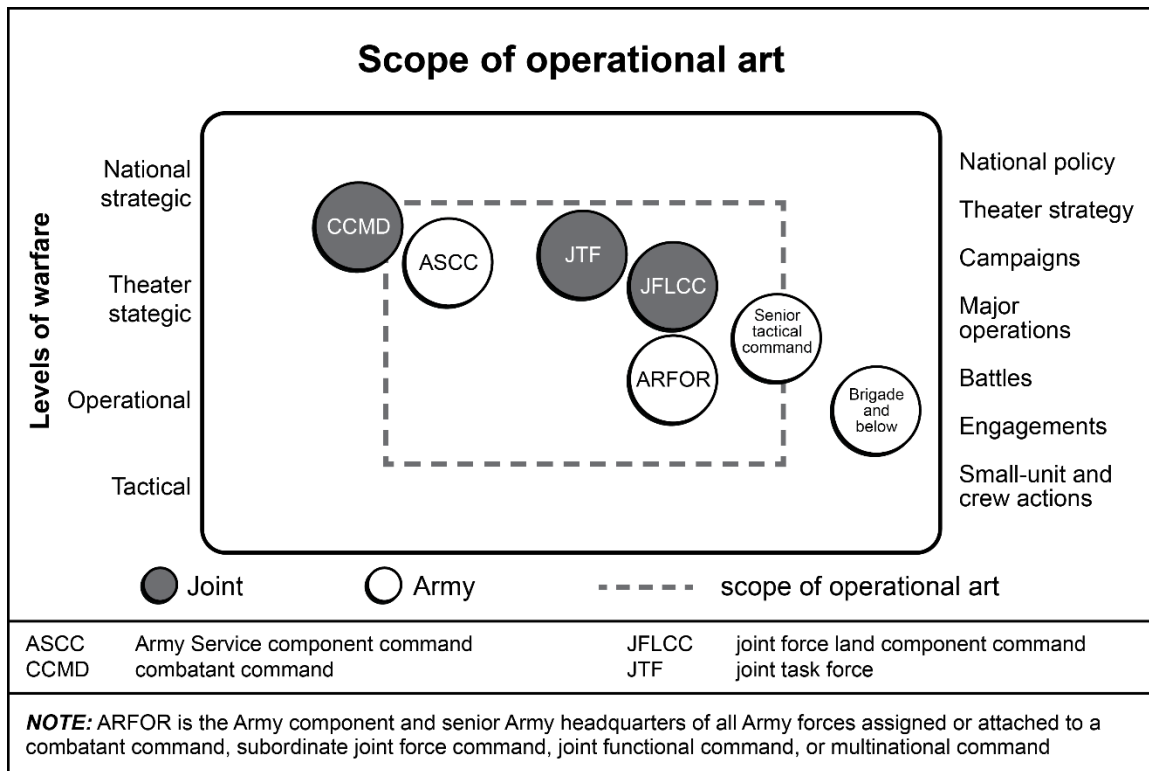 Scope of operational art
Levels of warfare
National
strategic
Theater
stategic
Operational
Tactical
CCMD
ASCC
JTF
JFLCC
ARFOR
Senior
tactical
command
Brigade
and
below
National policy
Theater strategy
Campaigns
Major
operations
Battles
Engagements
Small-unit and
crew actions
Joint
Army
scope of operational art
ASCC Army Service component command JFLCC joint force land component command
CCMD combatant command JTF joint task force
NOTE: ARFOR is the Army component and senior Army headquarters of all Army forces assigned or attached to a
combatant command, subordinate joint force command, joint functional command, or multinational command